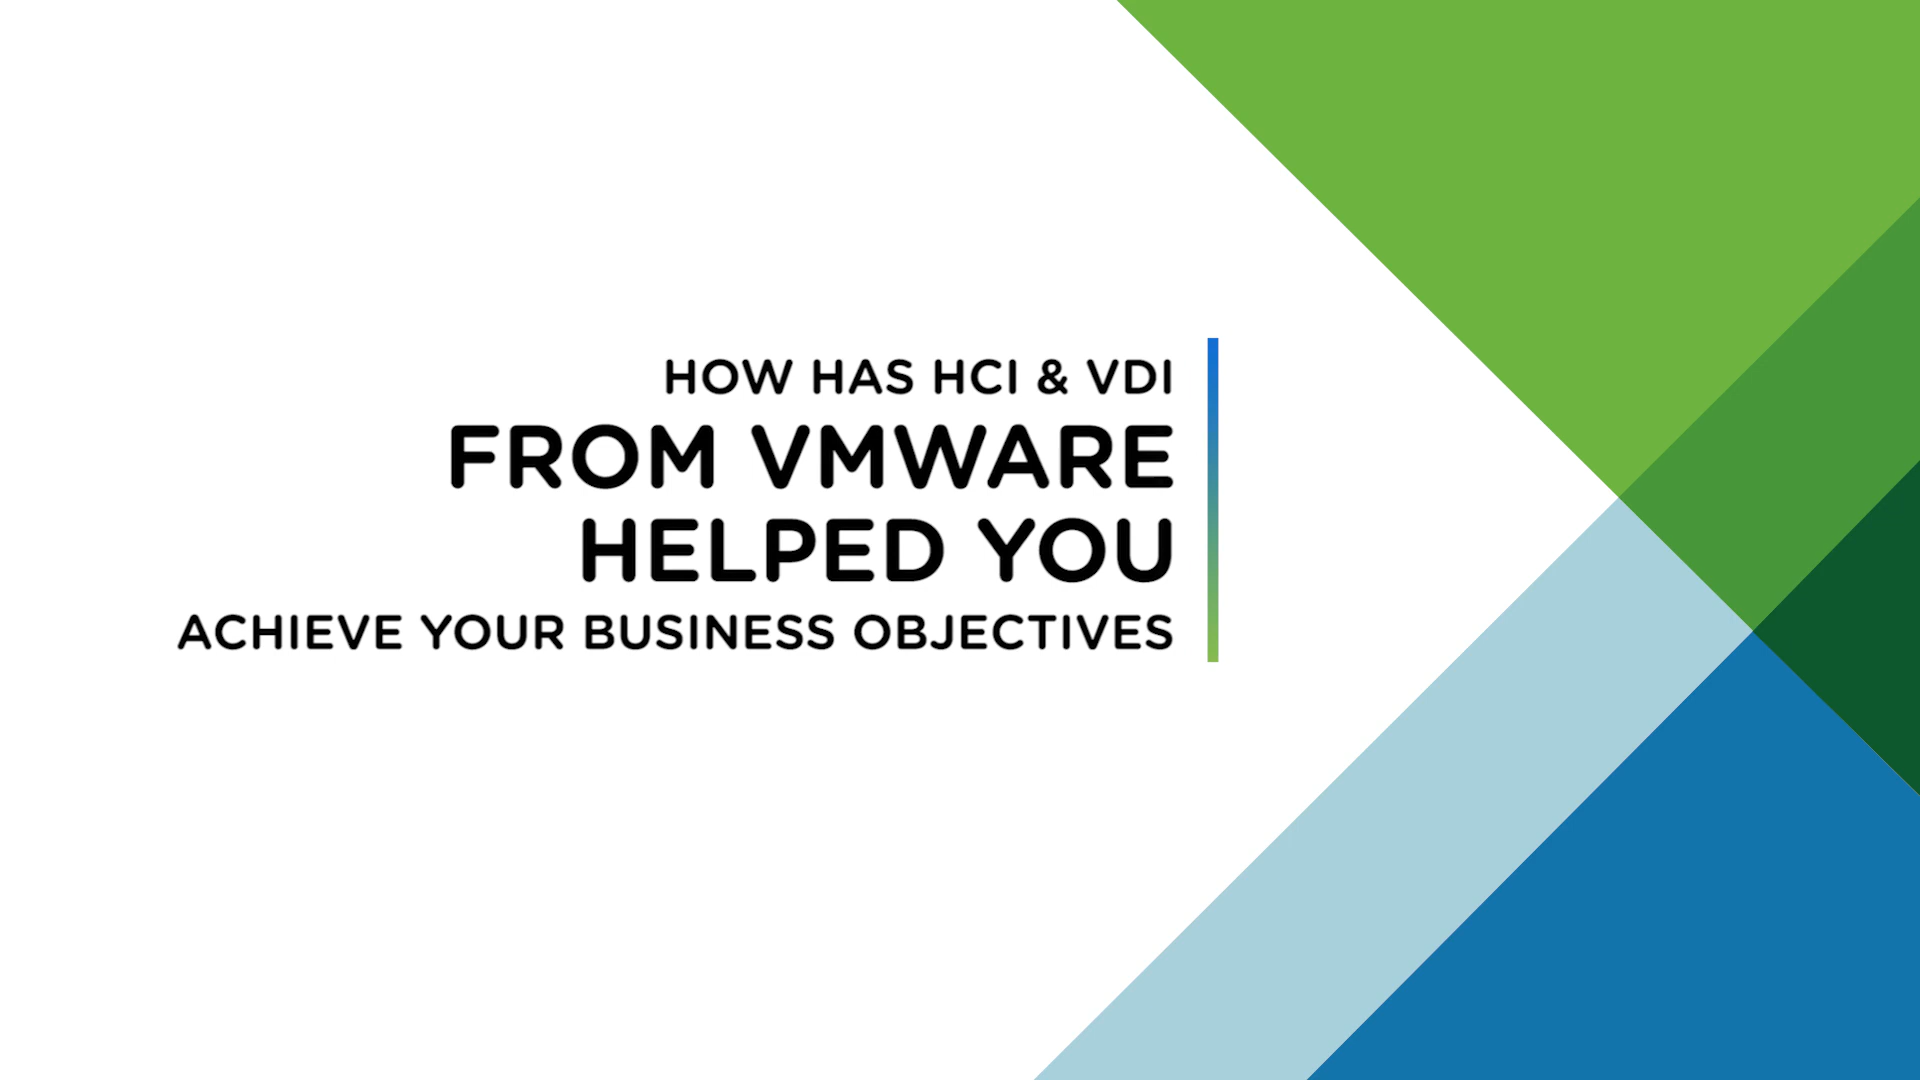 HOW HAS HCI & VDI
FROM VMWARE
HELPED YOU
ACHIEVE YOUR BUSINESS OBJECTIVES